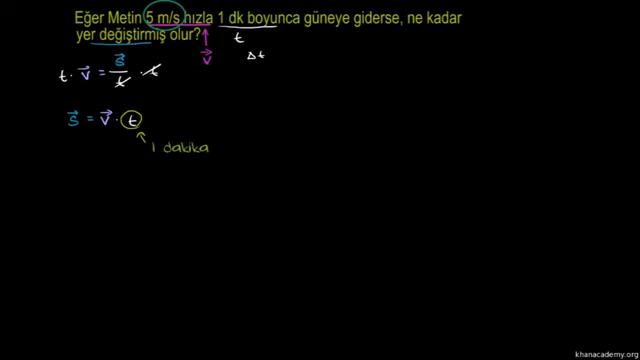 Eğer Metin 5 m/s hızla 1 dk boyunca güneye giderse, ne kadar
yer değiştirmiş olur?
t
v
Δt
t · v = s / t · t
s = v · t
1 dakika
khanacademy.org